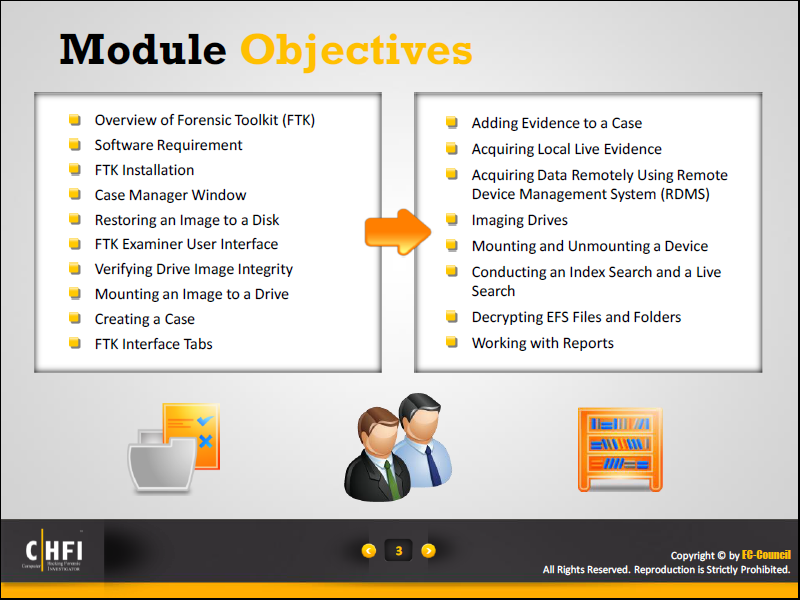 Module Objectives
Overview of Forensic Toolkit (FTK)
Software Requirement
FTK Installation
Case Manager Window
Restoring an Image to a Disk
FTK Examiner User Interface
Verifying Drive Image Integrity
Mounting an Image to a Drive
Creating a Case
FTK Interface Tabs
Adding Evidence to a Case
Acquiring Local Live Evidence
Acquiring Data Remotely Using Remote
Device Management System (RDMS)
Imaging Drives
Mounting and Unmounting a Device
Conducting an Index Search and a Live
Search
Decrypting EFS Files and Folders
Working with Reports
CHFI
Computer Hacking Forensic
INVESTIGATOR
3
Copyright © by EC-Council
All Rights Reserved. Reproduction is Strictly Prohibited.